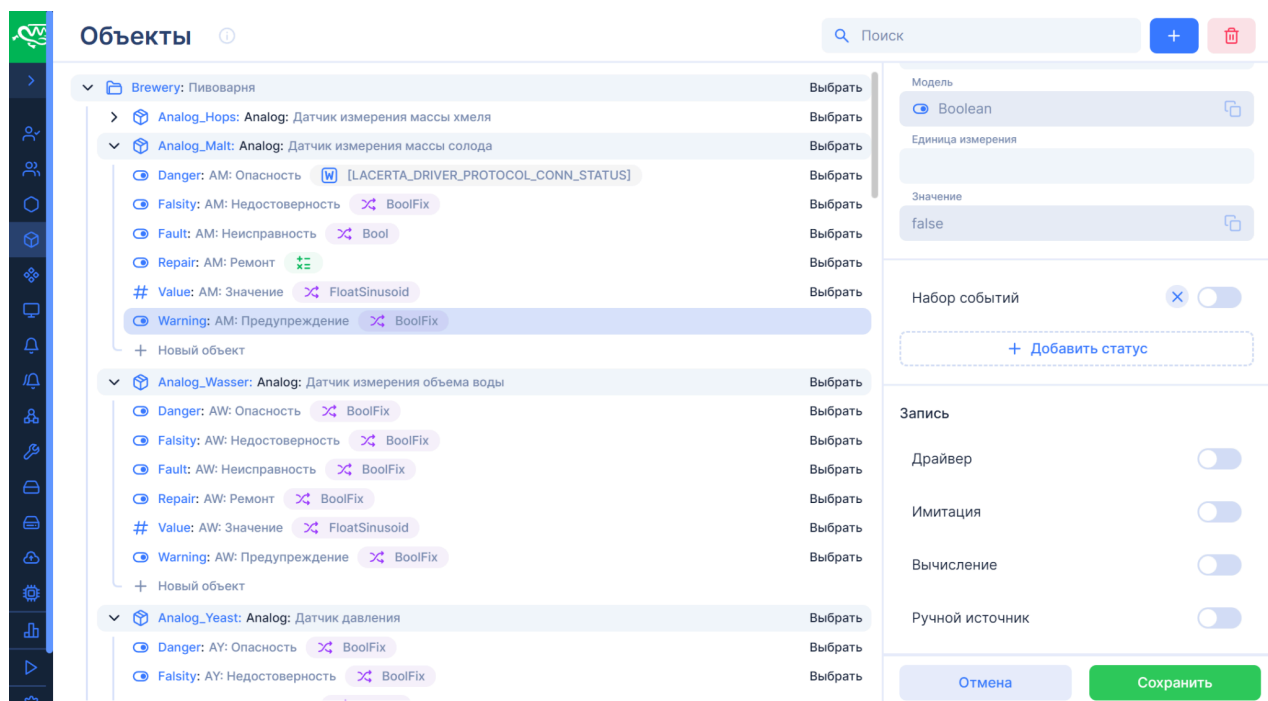 Объекты
Поиск
Brewery: Пивоварня Выбрать
Analog_Hops: Analog: Датчик измерения массы хмеля Выбрать
Analog_Malt: Analog: Датчик измерения массы солода Выбрать
Danger: AM: Опасность [LACERTA_DRIVER_PROTOCOL_CONN_STATUS] Выбрать
Falsity: AM: Недостоверность BoolFix Выбрать
Fault: AM: Неисправность Bool Выбрать
Repair: AM: Ремонт Выбрать
Value: AM: Значение FloatSinusoid Выбрать
Warning: AM: Предупреждение BoolFix
Новый объект
Analog_Wasser: Analog: Датчик измерения объема воды Выбрать
Danger: AW: Опасность BoolFix Выбрать
Falsity: AW: Недостоверность BoolFix Выбрать
Fault: AW: Неисправность BoolFix Выбрать
Repair: AW: Ремонт BoolFix Выбрать
Value: AW: Значение FloatSinusoid Выбрать
Warning: AW: Предупреждение BoolFix Выбрать
Новый объект
Analog_Yeast: Analog: Датчик давления Выбрать
Danger: AY: Опасность BoolFix Выбрать
Falsity: AY: Недостоверность BoolFix Выбрать
Модель
Boolean
Единица измерения
Значение
false
Набор событий
Добавить статус
Запись
Драйвер
Имитация
Вычисление
Ручной источник
Отмена Сохранить